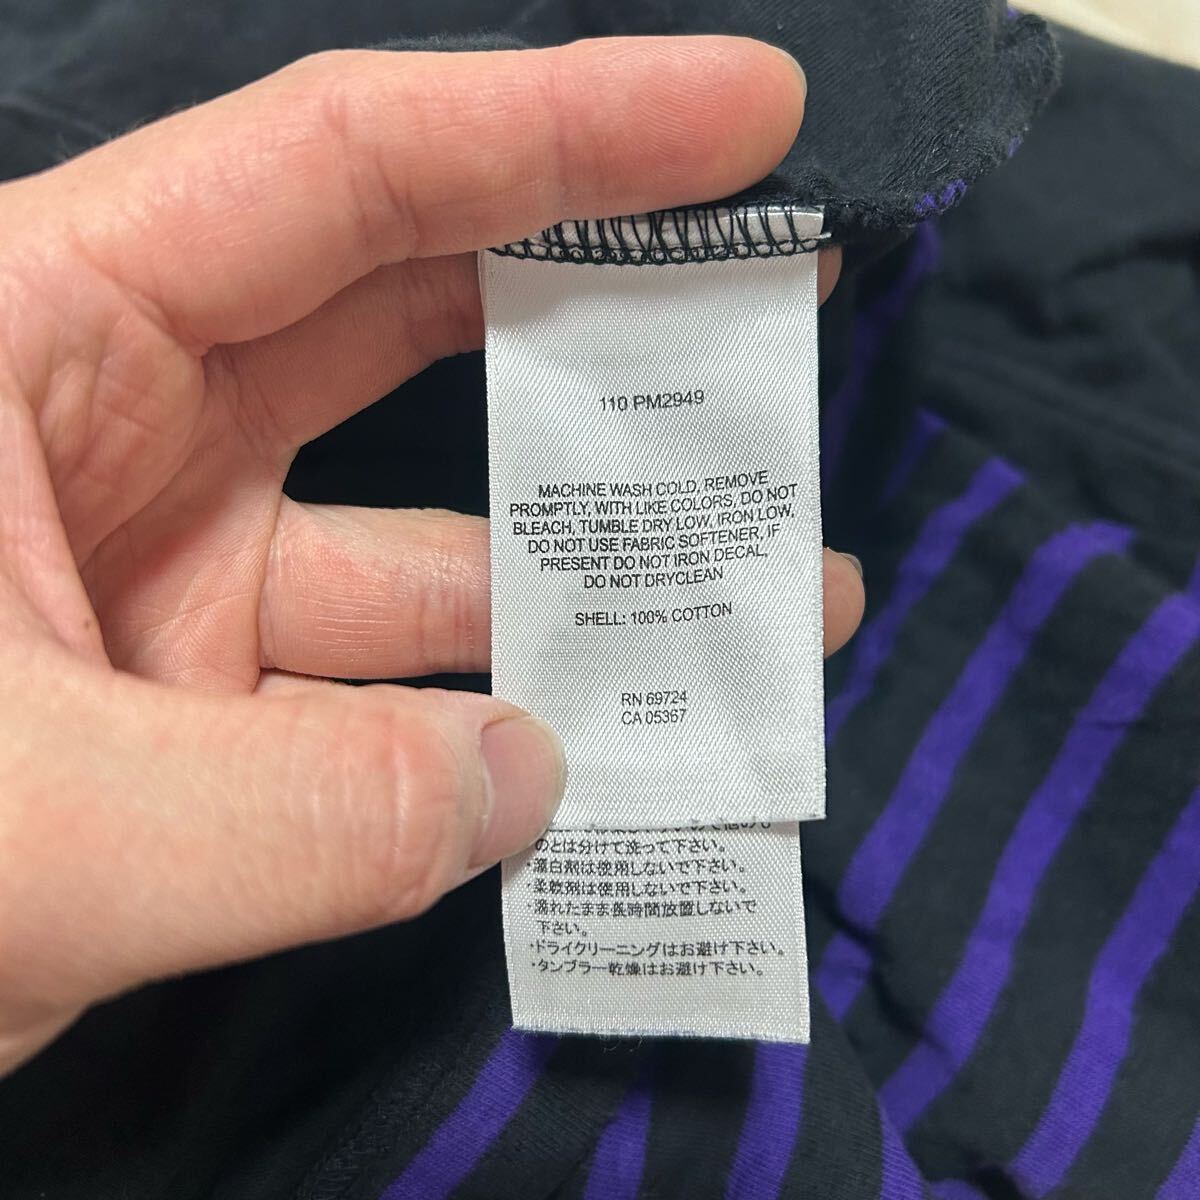 110 PM2949
MACHINE WASH COLD, REMOVE
PROMPTLY, WITH LIKE COLORS, DO NOT
BLEACH, TUMBLE DRY LOW, IRON LOW,
DO NOT USE FABRIC SOFTENER, IF
PRESENT DO NOT IRON DECAL,
DO NOT DRYCLEAN
SHELL: 100% COTTON
RN 69724
CA 05367
のとは分けて洗って下さい。
・漂白剤は使用しないで下さい。
・柔軟剤は使用しないで下さい。
・濡れたまま長時間放置しないで
下さい。
・ドライクリーニングはお避け下さい。
・タンブラー乾燥はお避け下さい。